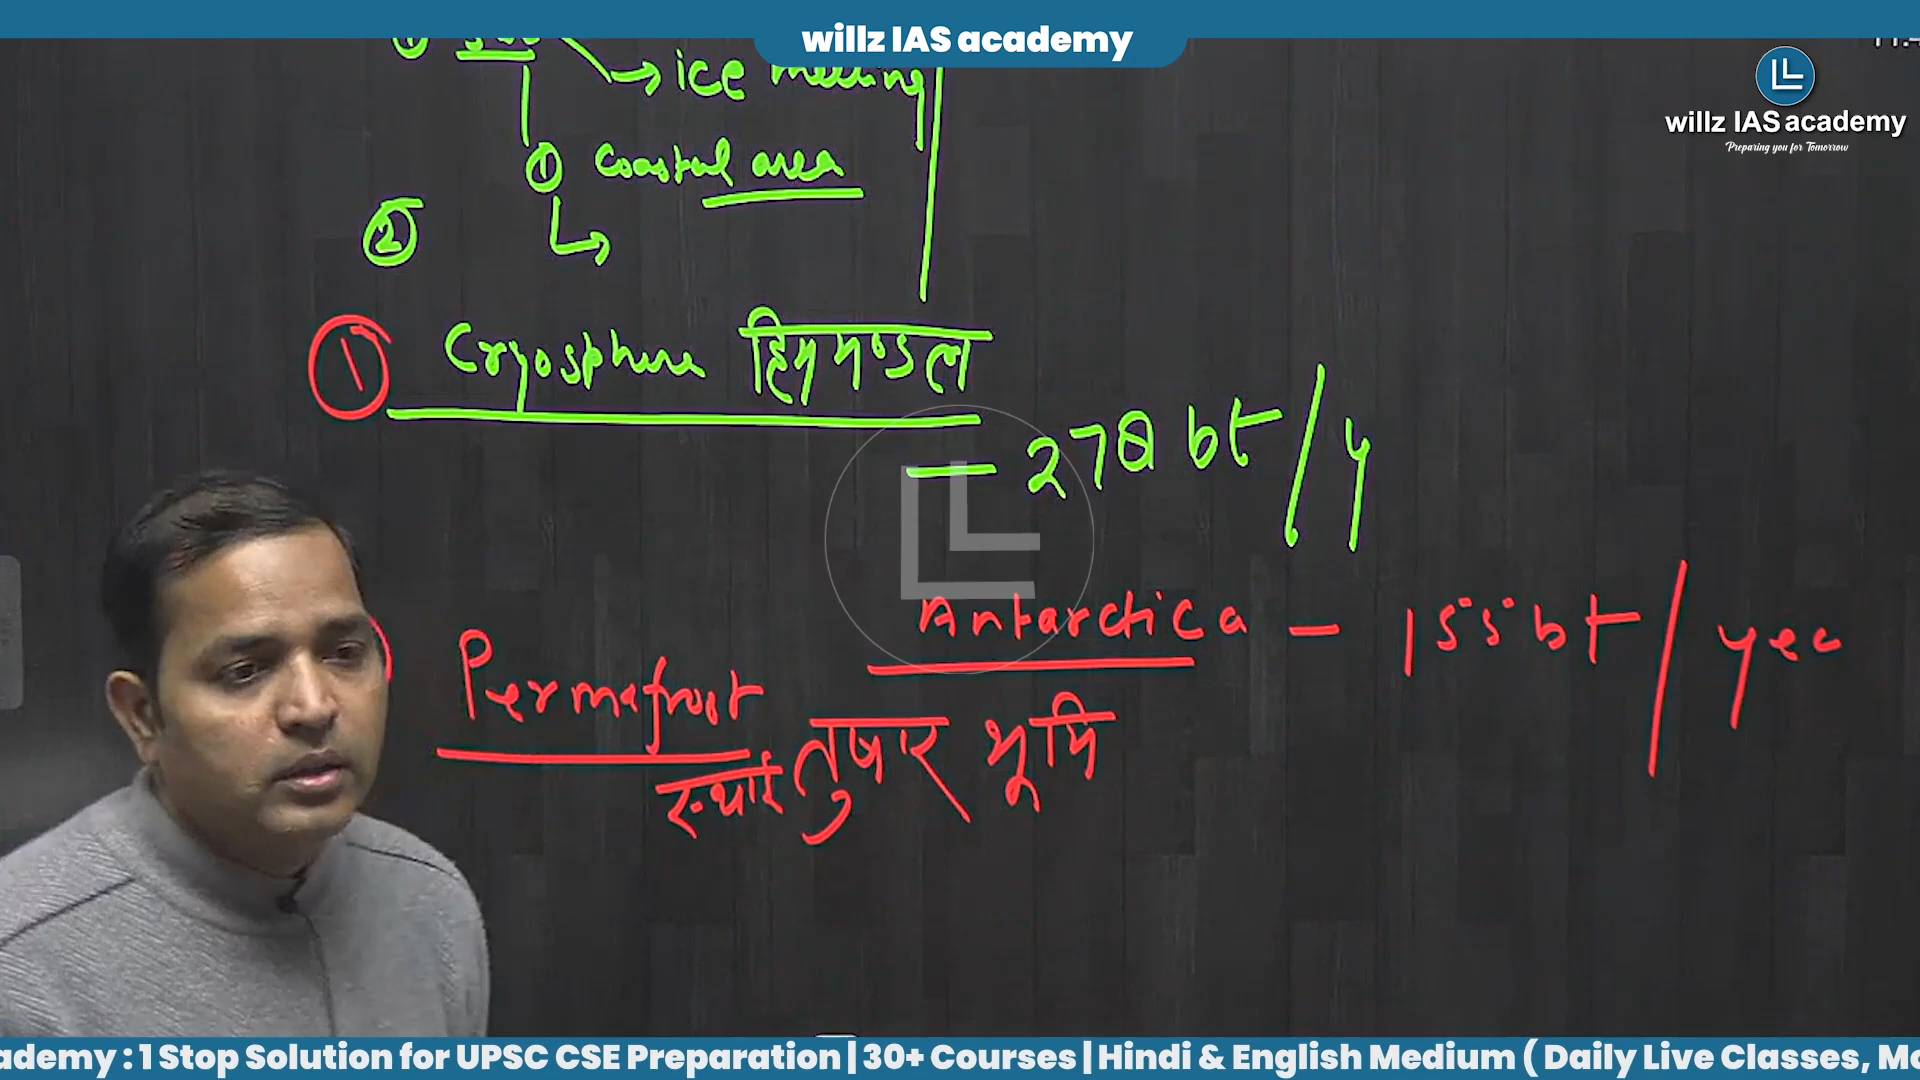 willz IAS academy
willz IAS academy
Preparing you for Tomorrow
→ ice melting
① Coastal area
②
① Cryosphere हिममण्डल
— 278 bt/y
Antarctica – 155 bt/yea
Permafrost
स्थाई तुषार भूमि
ademy : 1 Stop Solution for UPSC CSE Preparation | 30+ Courses | Hindi & English Medium ( Daily Live Classes, Mo